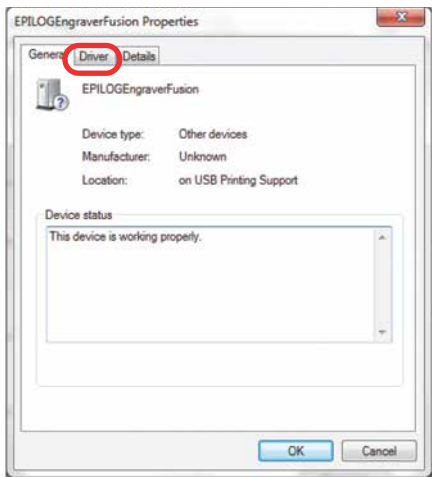 EPILOGEngraverFusion Properties
General Driver Details
EPILOGEngraverFusion
Device type: Other devices
Manufacturer: Unknown
Location: on USB Printing Support
Device status
This device is working properly.
OK Cancel